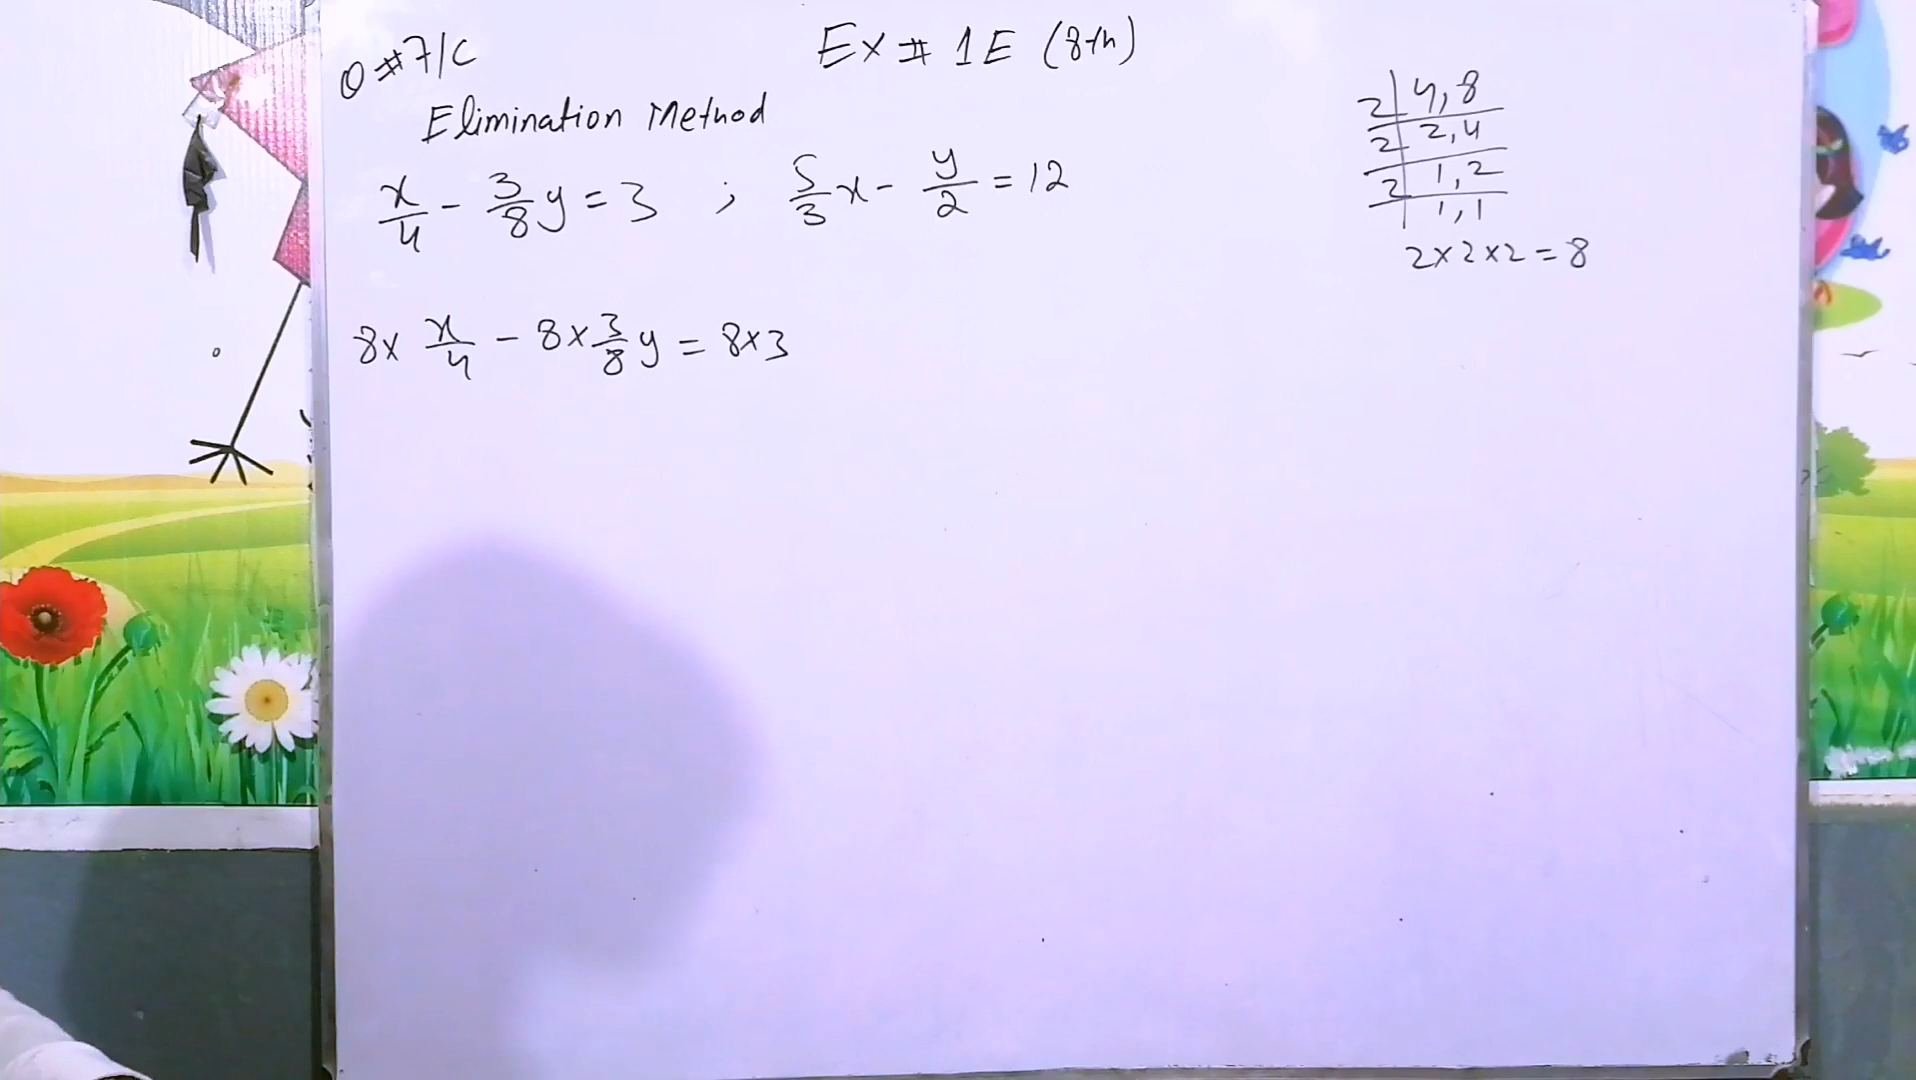 Q #7/C
Ex # 1E (8th)
Elimination Method
x/4 - 3/8 y = 3 ; 5/3 x - y/2 = 12
8 × x/4 - 8 × 3/8 y = 8×3
2 | 4, 8
2 | 2, 4
2 | 1, 2
1, 1
2×2×2 = 8